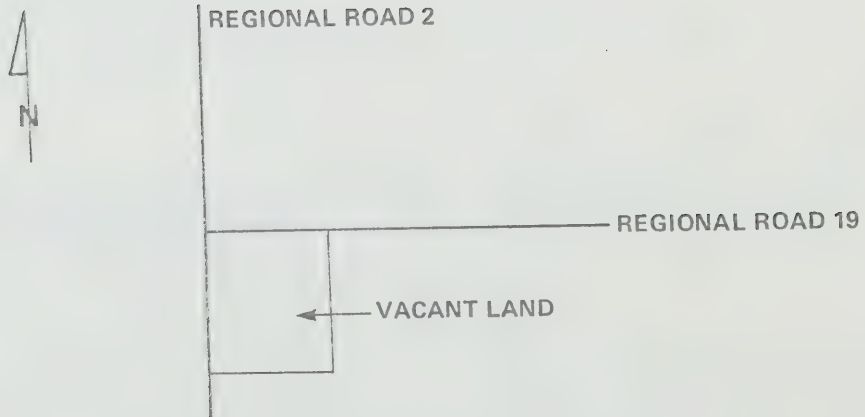 REGIONAL ROAD 2
N
REGIONAL ROAD 19
VACANT LAND